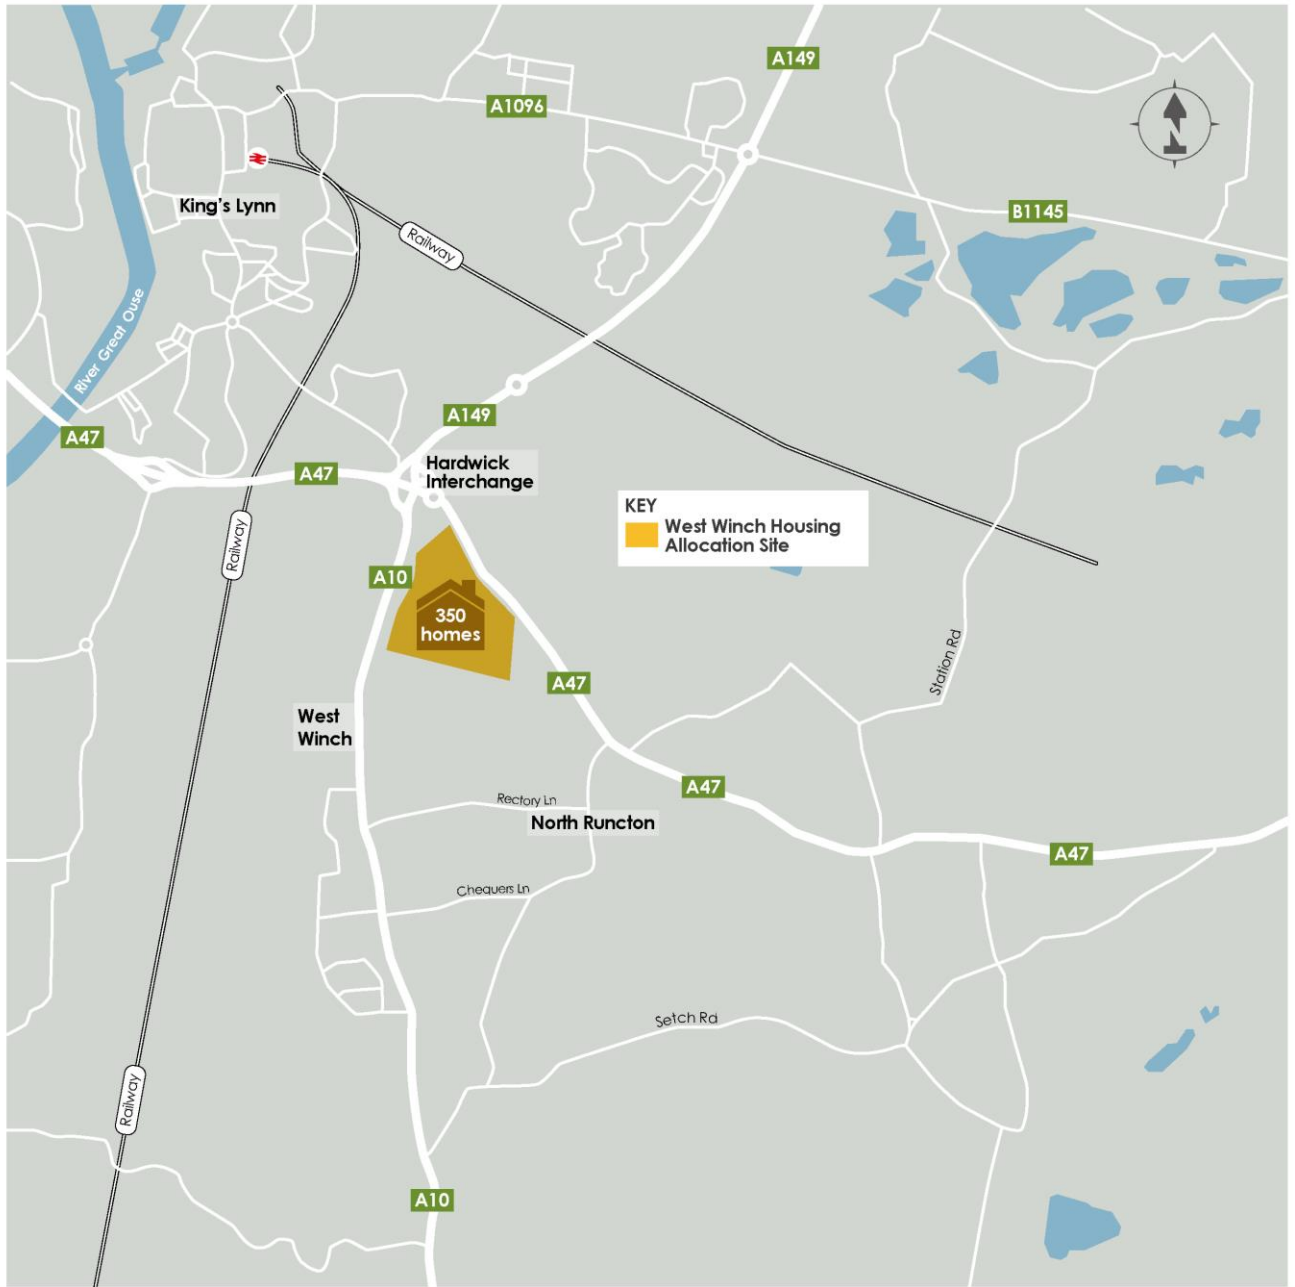 A149
A1096
King's Lynn
B1145
Railway
River Great Ouse
A149
A47
A47
Hardwick
Interchange
KEY
West Winch Housing
Allocation Site
Railway
A10
350
homes
Station Rd
A47
West
Winch
A47
Rectory Ln
North Runcton
A47
Chequers Ln
Setch Rd
Railway
A10
N